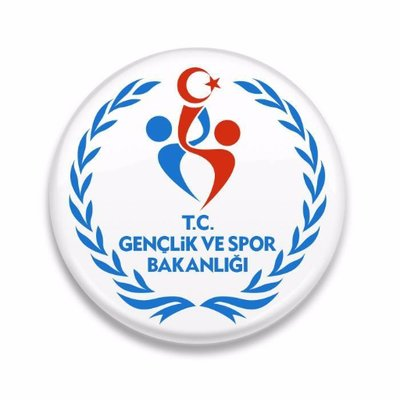 T.C.
GENÇLİK VE SPOR
BAKANLIĞI